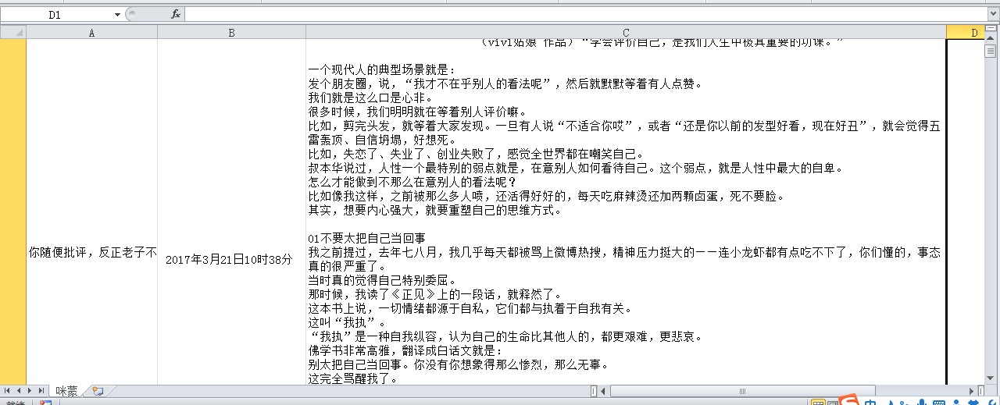 D1
fx
A B C D
（vivi姑娘 作品）“学会评价自己，是我们人生中极其重要的功课。”
一个现代人的典型场景就是：
发个朋友圈，说，“我才不在乎别人的看法呢”，然后就默默等着有人点赞。
我们就是这么口是心非。
很多时候，我们明明就在等着别人评价嘛。
比如，剪完头发，就等着大家发现。一旦有人说“不适合你哎”，或者“还是你以前的发型好看，现在好丑”，就会觉得五
雷轰顶、自信坍塌，好想死。
比如，失恋了、失业了、创业失败了，感觉全世界都在嘲笑自己。
叔本华说过，人性一个最特别的弱点就是，在意别人如何看待自己。这个弱点，就是人性中最大的自卑。
怎么才能做到不那么在意别人的看法呢？
比如像我这样，之前被那么多人喷，还活得好好的，每天吃麻辣烫还加两颗卤蛋，死不要脸。
其实，想要内心强大，就要重塑自己的思维方式。
01不要太把自己当回事
你随便批评，反正老子不
2017年3月21日10时38分
我之前提过，去年七八月，我几乎每天都被骂上微博热搜，精神压力挺大的——连小龙虾都有点吃不下了，你们懂的，事态
真的很严重了。
当时真的觉得自己特别委屈。
那时候，我读了《正见》上的一段话，就释然了。
这本书上说，一切情绪都源于自私，它们都与执着于自我有关。
这叫“我执”。
“我执”是一种自我纵容，认为自己的生命比其他人的，都更艰难，更悲哀。
佛学书非常高雅，翻译成白话文就是：
别太把自己当回事。你没有你想象得那么惨烈，那么无辜。
这完全骂醒我了。
咪蒙
就绪
中